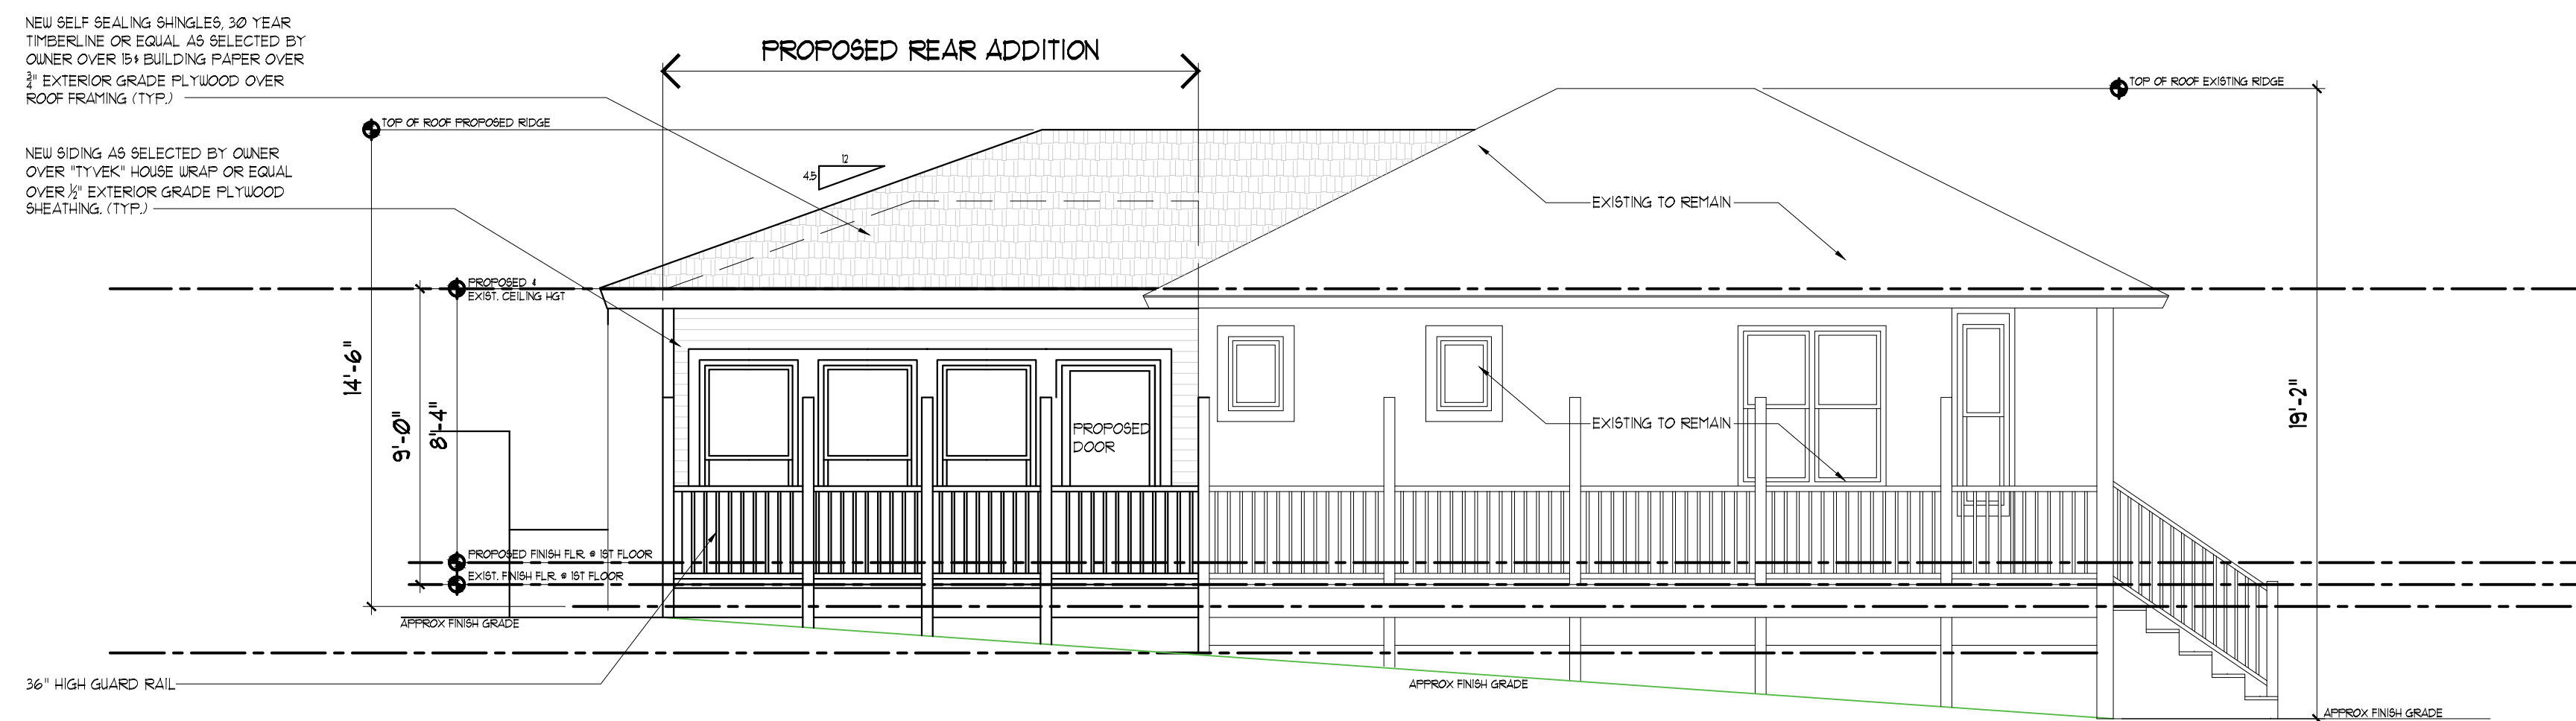 NEW SELF SEALING SHINGLES, 30 YEAR
TIMBERLINE OR EQUAL AS SELECTED BY
OWNER OVER 15# BUILDING PAPER OVER
3/4" EXTERIOR GRADE PLYWOOD OVER
ROOF FRAMING (TYP.)
PROPOSED REAR ADDITION
TOP OF ROOF EXISTING RIDGE
TOP OF ROOF PROPOSED RIDGE
NEW SIDING AS SELECTED BY OWNER
OVER "TYVEK" HOUSE WRAP OR EQUAL
OVER 1/2" EXTERIOR GRADE PLYWOOD
SHEATHING. (TYP.)
12
4.5
EXISTING TO REMAIN
PROPOSED &
EXIST. CEILING HGT
14'-6"
9'-0"
8'-4"
19'-2"
PROPOSED
DOOR
EXISTING TO REMAIN
PROPOSED FINISH FLR. @ 1ST FLOOR
EXIST. FINISH FLR. @ 1ST FLOOR
APPROX FINISH GRADE
36" HIGH GUARD RAIL
APPROX FINISH GRADE
APPROX FINISH GRADE